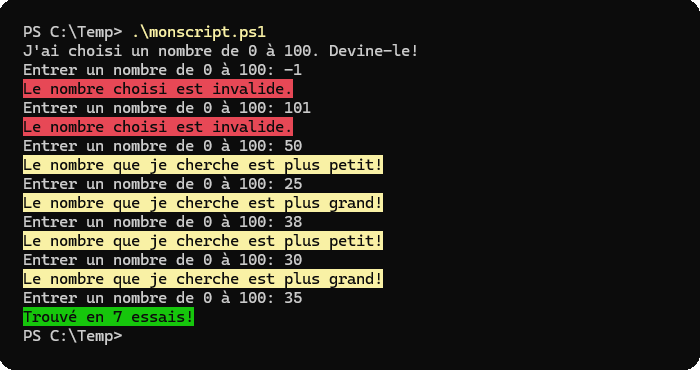 PS C:\Temp> .\monscript.ps1
J'ai choisi un nombre de 0 à 100. Devine-le!
Entrer un nombre de 0 à 100: -1
Le nombre choisi est invalide.
Entrer un nombre de 0 à 100: 101
Le nombre choisi est invalide.
Entrer un nombre de 0 à 100: 50
Le nombre que je cherche est plus petit!
Entrer un nombre de 0 à 100: 25
Le nombre que je cherche est plus grand!
Entrer un nombre de 0 à 100: 38
Le nombre que je cherche est plus petit!
Entrer un nombre de 0 à 100: 30
Le nombre que je cherche est plus grand!
Entrer un nombre de 0 à 100: 35
Trouvé en 7 essais!
PS C:\Temp>